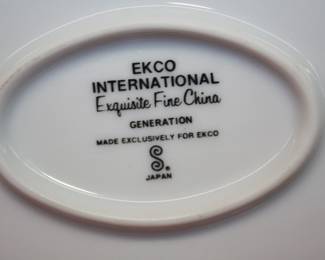 EKCO
INTERNATIONAL
Exquisite Fine China
GENERATION
MADE EXCLUSIVELY FOR EKCO
S.
JAPAN